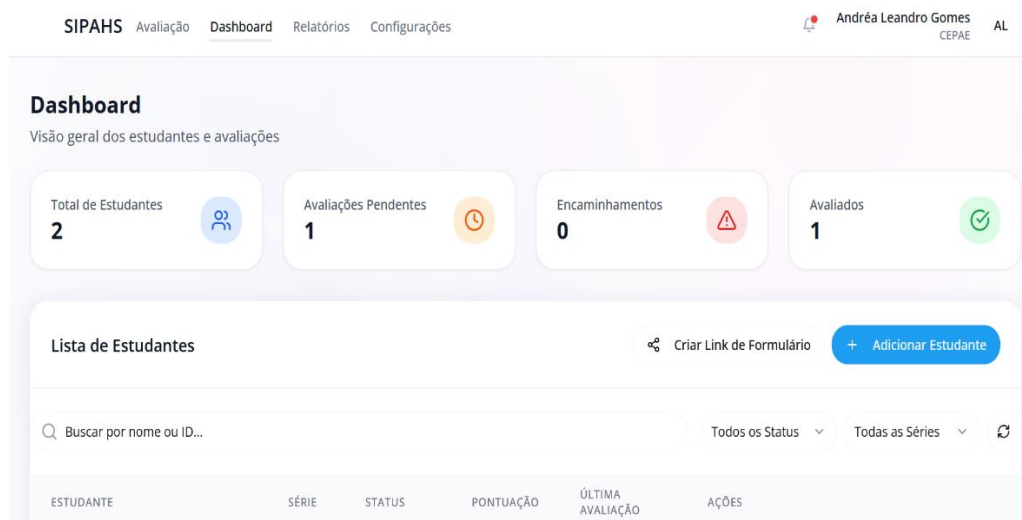 SIPAHS Avaliação Dashboard Relatórios Configurações Andréa Leandro Gomes AL
CEPAE
Dashboard
Visão geral dos estudantes e avaliações
Total de Estudantes Avaliações Pendentes Encaminhamentos Avaliados
2 1 0 1
Lista de Estudantes Criar Link de Formulário + Adicionar Estudante
Buscar por nome ou ID... Todos os Status Todas as Séries
ESTUDANTE SÉRIE STATUS PONTUAÇÃO ÚLTIMA AÇÕES
AVALIAÇÃO